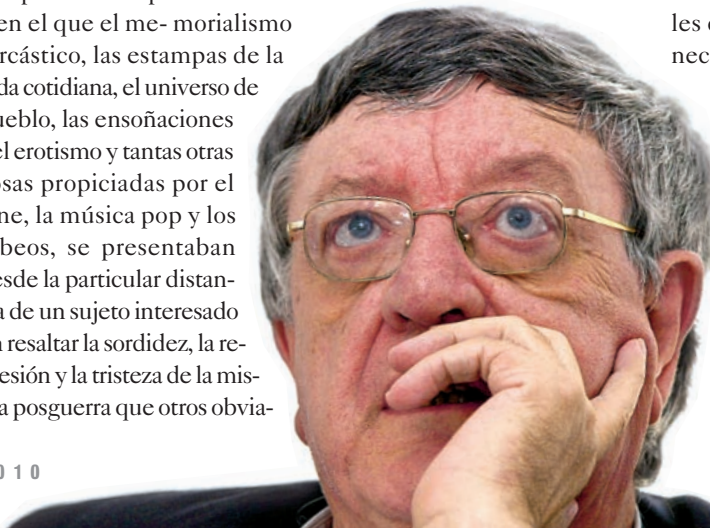 en el que el me- morialismo
rcástico, las estampas de la
da cotidiana, el universo de
ueblo, las ensoñaciones
el erotismo y tantas otras
osas propiciadas por el
ne, la música pop y los
beos, se presentaban
esde la particular distan-
a de un sujeto interesado
n resaltar la sordidez, la re-
esión y la tristeza de la mis-
a posguerra que otros obvia-
010
les
nec